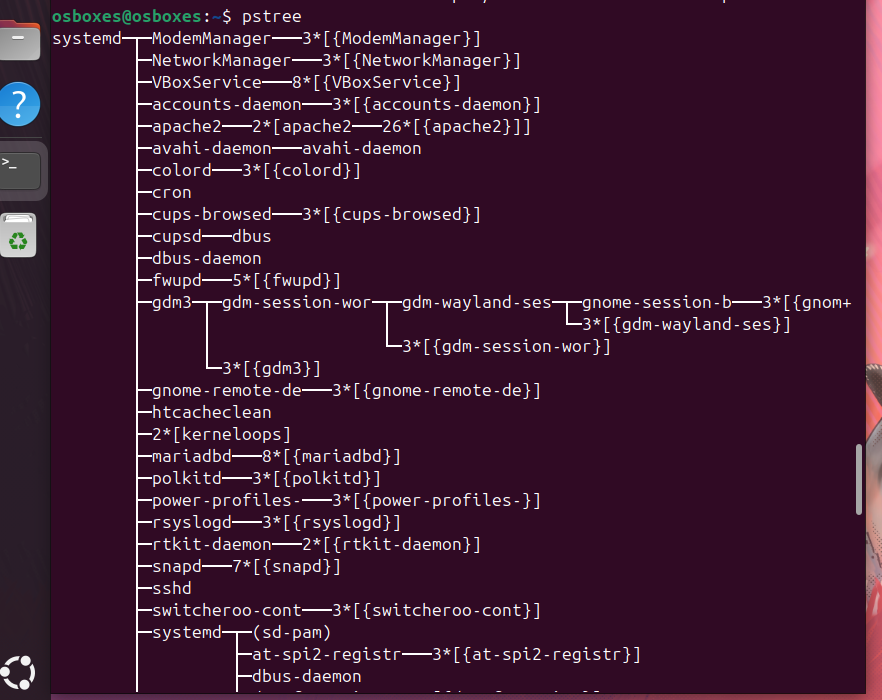 osboxes@osboxes:~$ pstree
systemd─┬─ModemManager───3*[{ModemManager}]
├─NetworkManager───3*[{NetworkManager}]
├─VBoxService───8*[{VBoxService}]
├─accounts-daemon───3*[{accounts-daemon}]
├─apache2───2*[apache2───26*[{apache2}]]
├─avahi-daemon───avahi-daemon
├─colord───3*[{colord}]
├─cron
├─cups-browsed───3*[{cups-browsed}]
├─cupsd───dbus
├─dbus-daemon
├─fwupd───5*[{fwupd}]
├─gdm3─┬─gdm-session-wor─┬─gdm-wayland-ses─┬─gnome-session-b───3*[{gnom+
│ │ │ └─3*[{gdm-wayland-ses}]
│ │ └─3*[{gdm-session-wor}]
│ └─3*[{gdm3}]
├─gnome-remote-de───3*[{gnome-remote-de}]
├─htcacheclean
├─2*[kerneloops]
├─mariadbd───8*[{mariadbd}]
├─polkitd───3*[{polkitd}]
├─power-profiles-───3*[{power-profiles-}]
├─rsyslogd───3*[{rsyslogd}]
├─rtkit-daemon───2*[{rtkit-daemon}]
├─snapd───7*[{snapd}]
├─sshd
├─switcheroo-cont───3*[{switcheroo-cont}]
├─systemd─┬─(sd-pam)
│ ├─at-spi2-registr───3*[{at-spi2-registr}]
│ ├─dbus-daemon